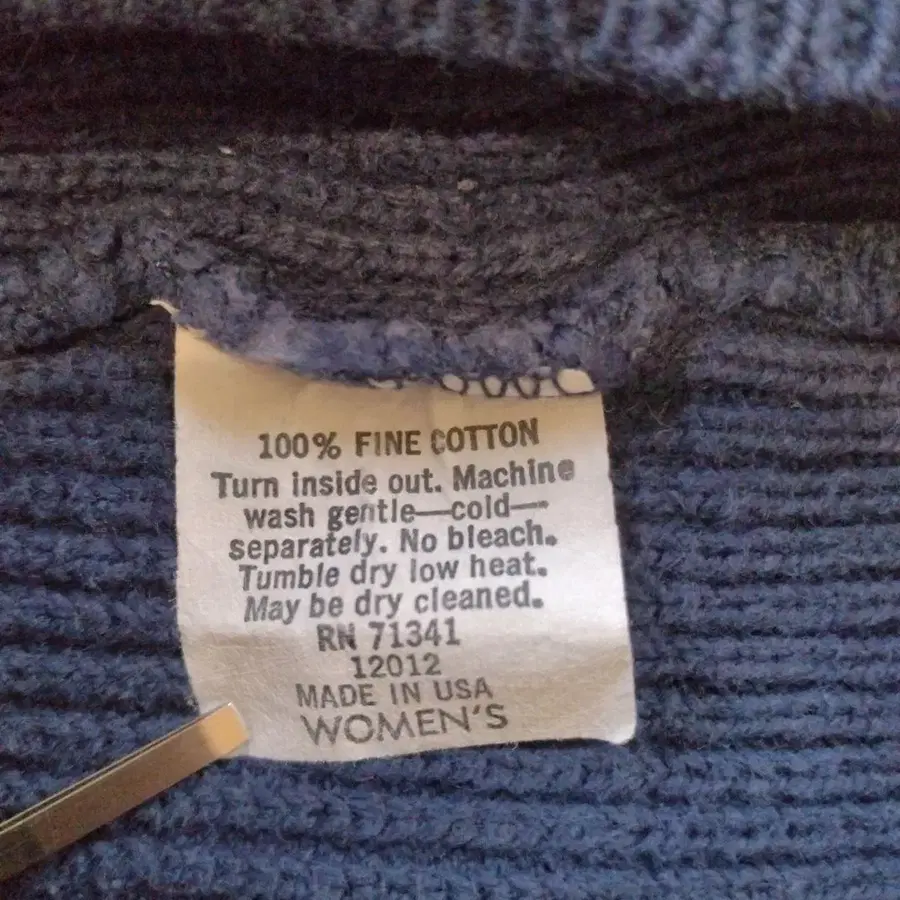 100% FINE COTTON
Turn inside out. Machine
wash gentle—cold—
separately. No bleach.
Tumble dry low heat.
May be dry cleaned.
RN 71341
12012
MADE IN USA
WOMEN'S